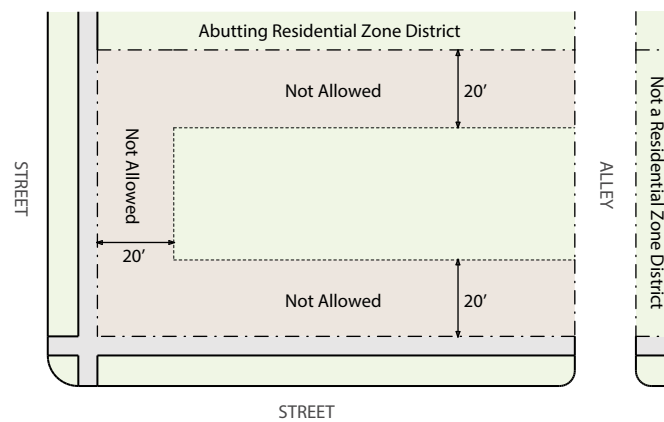 Abutting Residential Zone District
Not Allowed
20’
STREET
Not Allowed
20’
ALLEY
Not a Residential Zone District
Not Allowed
20’
STREET